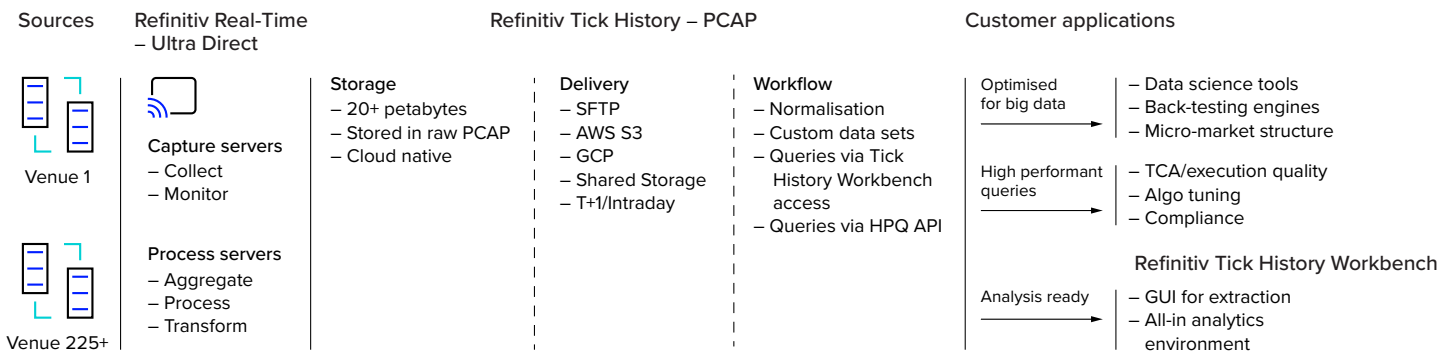 Sources
Refinitiv Real-Time
– Ultra Direct
Refinitiv Tick History – PCAP
Customer applications
Venue 1
Venue 225+
Capture servers
– Collect
– Monitor
Process servers
– Aggregate
– Process
– Transform
Storage
– 20+ petabytes
– Stored in raw PCAP
– Cloud native
Delivery
– SFTP
– AWS S3
– GCP
– Shared Storage
– T+1/Intraday
Workflow
– Normalisation
– Custom data sets
– Queries via Tick
History Workbench
access
– Queries via HPQ API
Optimised
for big data
– Data science tools
– Back-testing engines
– Micro-market structure
High performant
queries
– TCA/execution quality
– Algo tuning
– Compliance
Refinitiv Tick History Workbench
Analysis ready
– GUI for extraction
– All-in analytics
environment